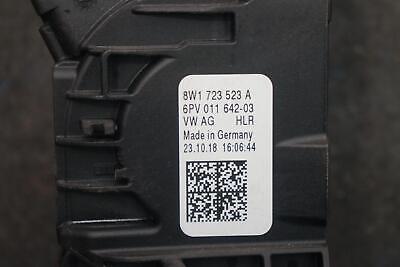 8W1 723 523 A
6PV 011 642-03
VW AG HLR
Made in Germany
23.10.18 16:06:44